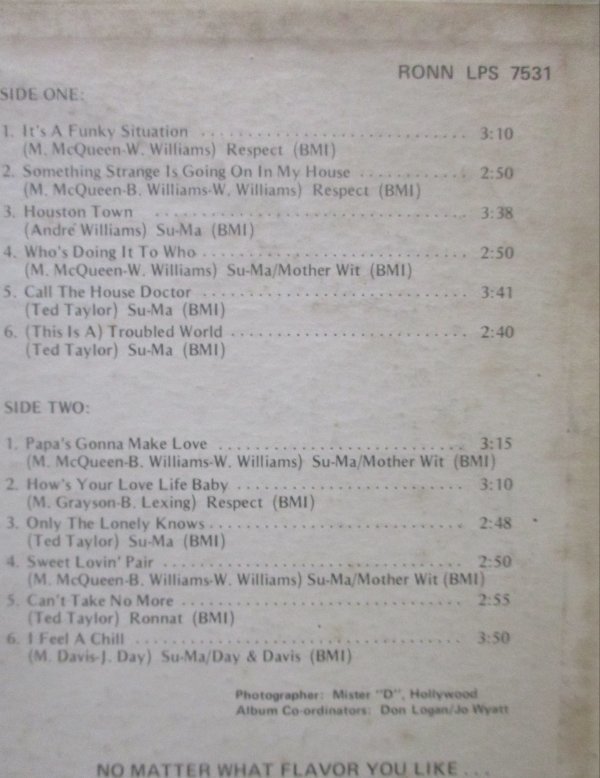 RONN LPS 7531
SIDE ONE:
1. It's A Funky Situation ............................ 3:10
(M. McQueen-W. Williams) Respect (BMI)
2. Something Strange Is Going On In My House ............ 2:50
(M. McQueen-B. Williams-W. Williams) Respect (BMI)
3. Houston Town ................................. 3:38
(André Williams) Su-Ma (BMI)
4. Who's Doing It To Who ............................ 2:50
(M. McQueen-W. Williams) Su-Ma/Mother Wit (BMI)
5. Call The House Doctor ............................ 3:41
(Ted Taylor) Su-Ma (BMI)
6. (This Is A) Troubled World ......................... 2:40
(Ted Taylor) Su-Ma (BMI)
SIDE TWO:
1. Papa's Gonna Make Love .......................... 3:15
(M. McQueen-B. Williams-W. Williams) Su-Ma/Mother Wit (BMI)
2. How's Your Love Life Baby ........................ 3:10
(M. Grayson-B. Lexing) Respect (BMI)
3. Only The Lonely Knows ........................... 2:48
(Ted Taylor) Su-Ma (BMI)
4. Sweet Lovin' Pair ................................ 2:50
(M. McQueen-B. Williams-W. Williams) Su-Ma/Mother Wit (BMI)
5. Can't Take No More ............................. 2:55
(Ted Taylor) Ronnat (BMI)
6. I Feel A Chill ................................... 3:50
(M. Davis-J. Day) Su-Ma/Day & Davis (BMI)
Photographer: Mister "D", Hollywood
Album Co-ordinators: Don Logan/Jo Wyatt
NO MATTER WHAT FLAVOR YOU LIKE ...